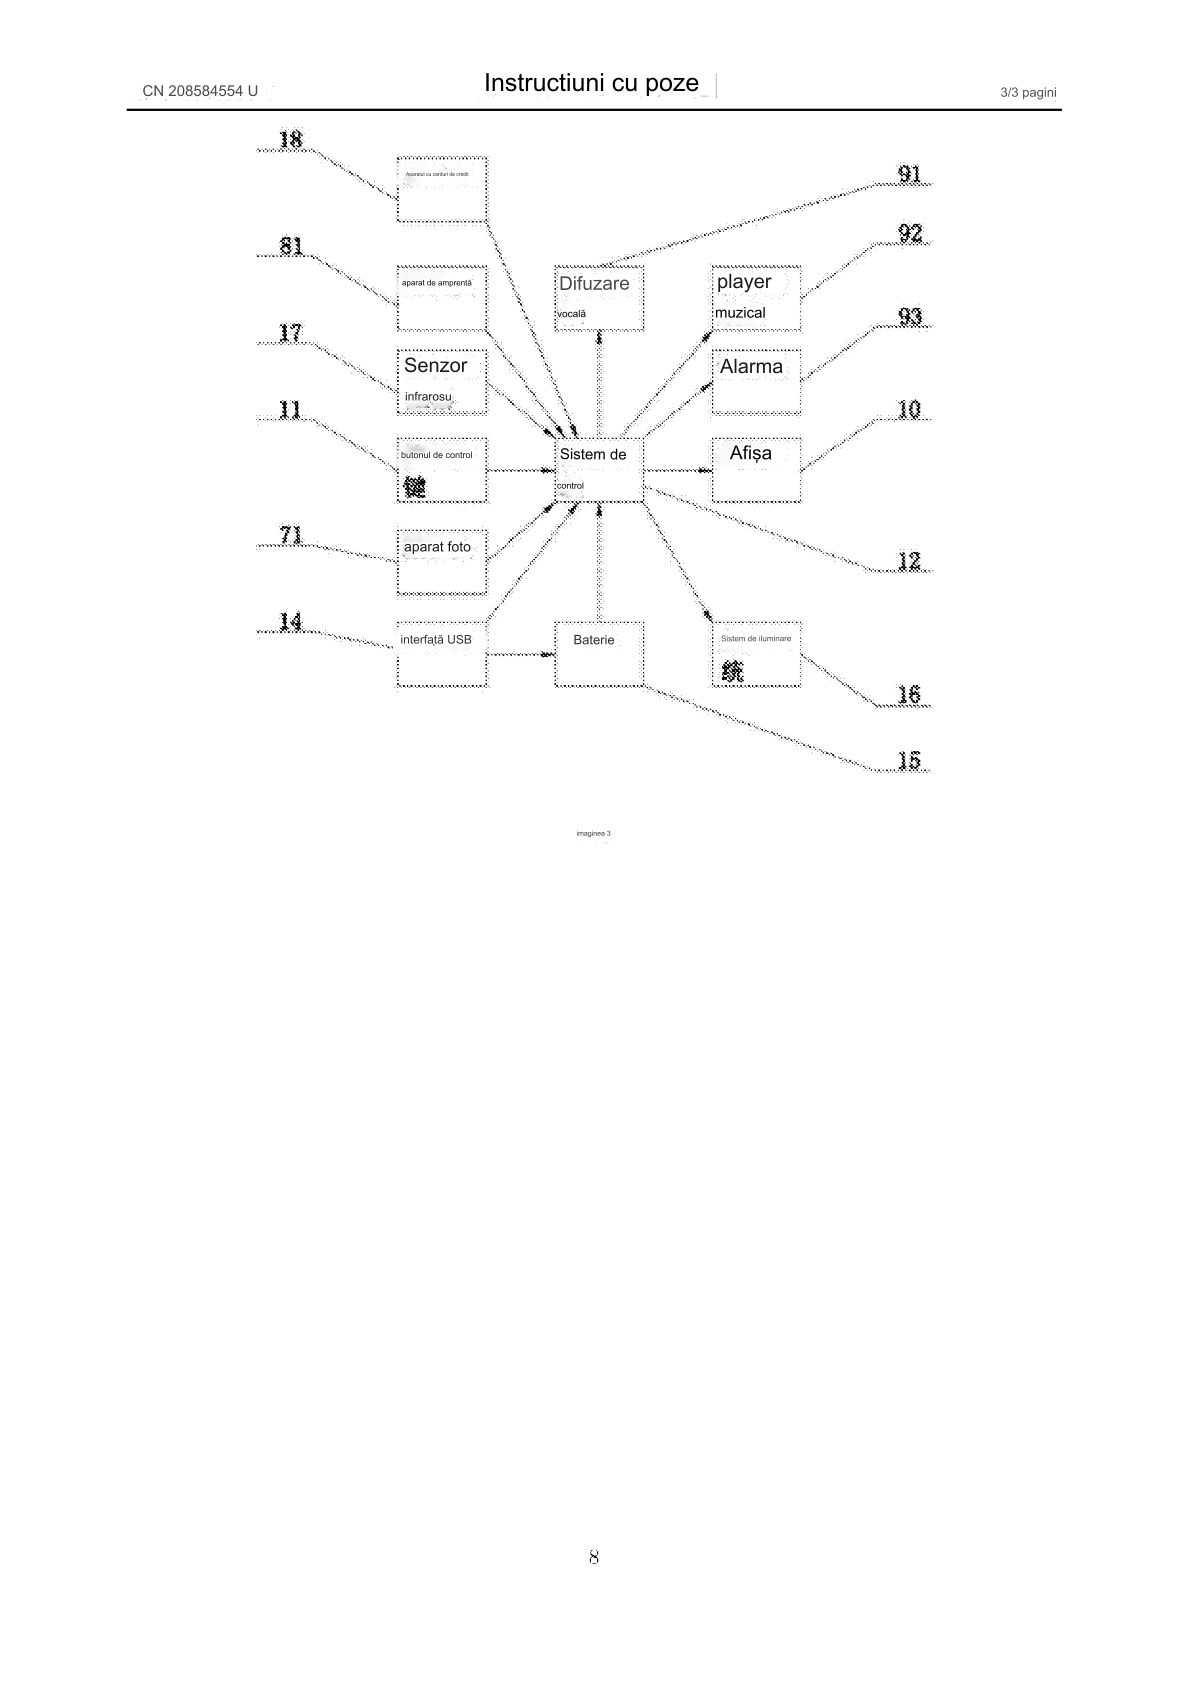 CN 208584554 U
Instructiuni cu poze
3/3 pagini
18
Aparatul cu carduri de credit
91
81
92
aparat de amprentă
Difuzare
vocală
player
muzical
17
93
Senzor
infrarosu
Alarma
11
10
butonul de control
键
Sistem de
control
Afișa
71
aparat foto
12
14
interfață USB
Baterie
Sistem de iluminare
统
16
15
imaginea 3
8